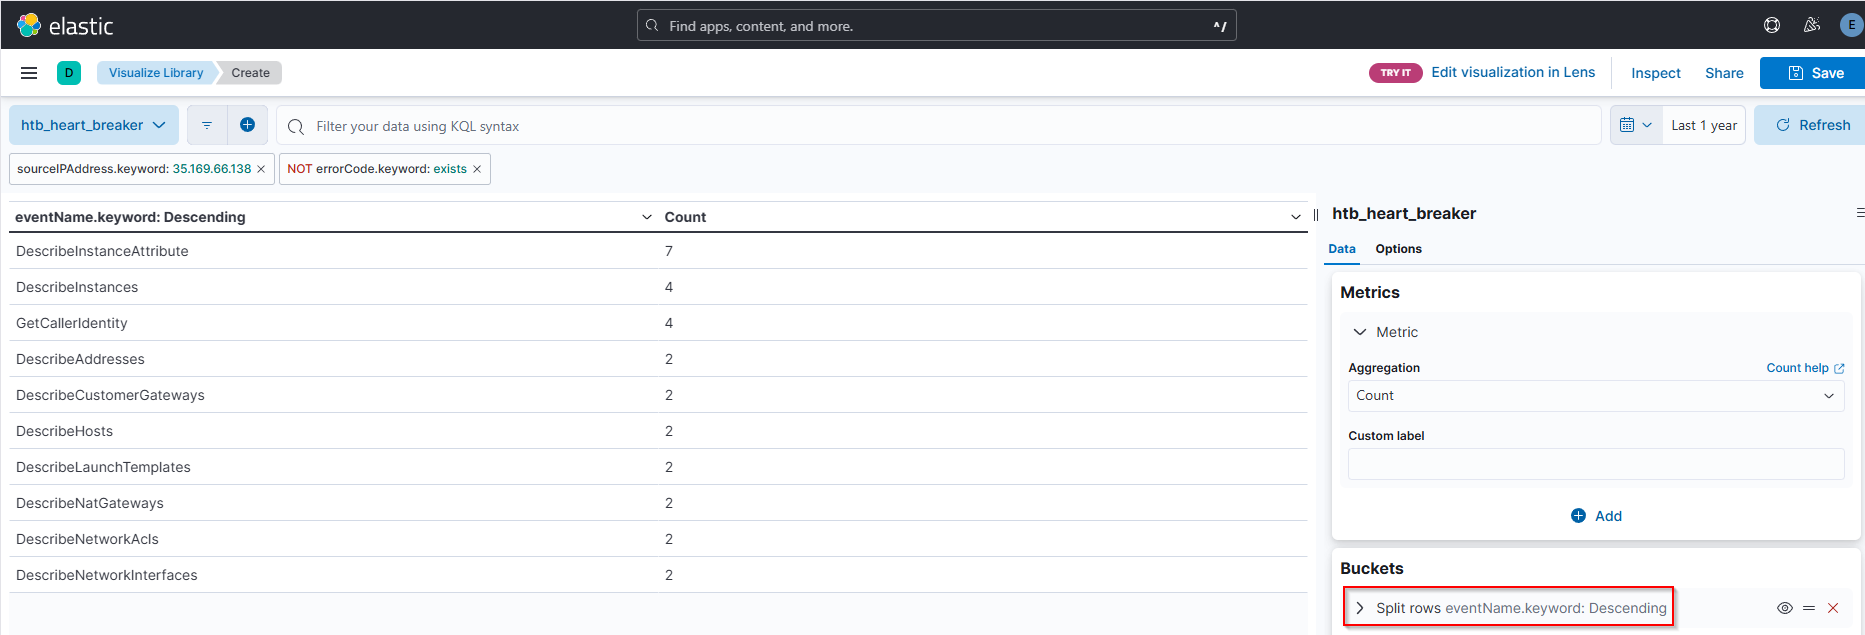 elastic
Find apps, content, and more.
^/
E
D
Visualize Library
Create
TRY IT
Edit visualization in Lens
Inspect
Share
Save
htb_heart_breaker
Filter your data using KQL syntax
Last 1 year
Refresh
sourceIPAddress.keyword: 35.169.66.138 ×
NOT errorCode.keyword: exists ×
eventName.keyword: Descending Count
DescribeInstanceAttribute 7
DescribeInstances 4
GetCallerIdentity 4
DescribeAddresses 2
DescribeCustomerGateways 2
DescribeHosts 2
DescribeLaunchTemplates 2
DescribeNatGateways 2
DescribeNetworkAcls 2
DescribeNetworkInterfaces 2
htb_heart_breaker
Data Options
Metrics
Metric
Aggregation Count help
Count
Custom label
Add
Buckets
Split rows eventName.keyword: Descending